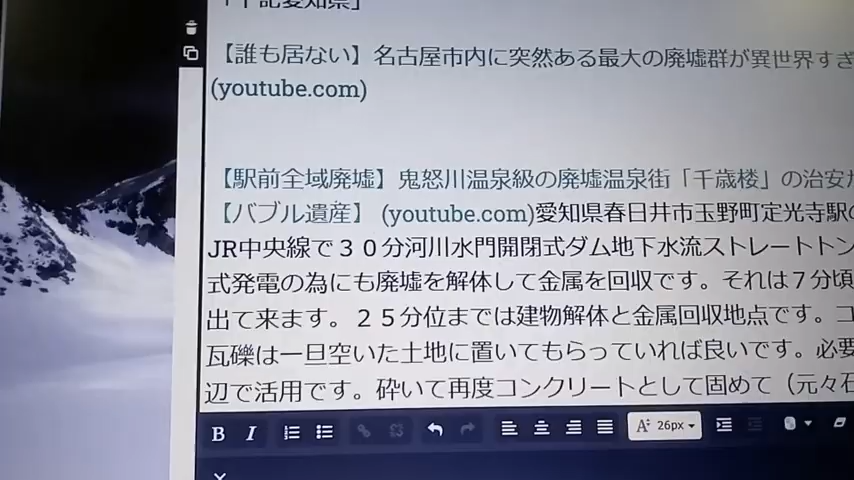 「下記愛知県」
【誰も居ない】名古屋市内に突然ある最大の廃墟群が異世界すぎ
(youtube.com)
【駅前全域廃墟】鬼怒川温泉級の廃墟温泉街「千歳楼」の治安が
【バブル遺産】 (youtube.com)愛知県春日井市玉野町定光寺駅の
JR中央線で３０分河川水門開閉式ダム地下水流ストレートトン
式発電の為にも廃墟を解体して金属を回収です。それは７分頃
出て来ます。２５分位までは建物解体と金属回収地点です。コ
瓦礫は一旦空いた土地に置いてもらっていれば良いです。必要
辺で活用です。砕いて再度コンクリートとして固めて（元々石
B I A 26px